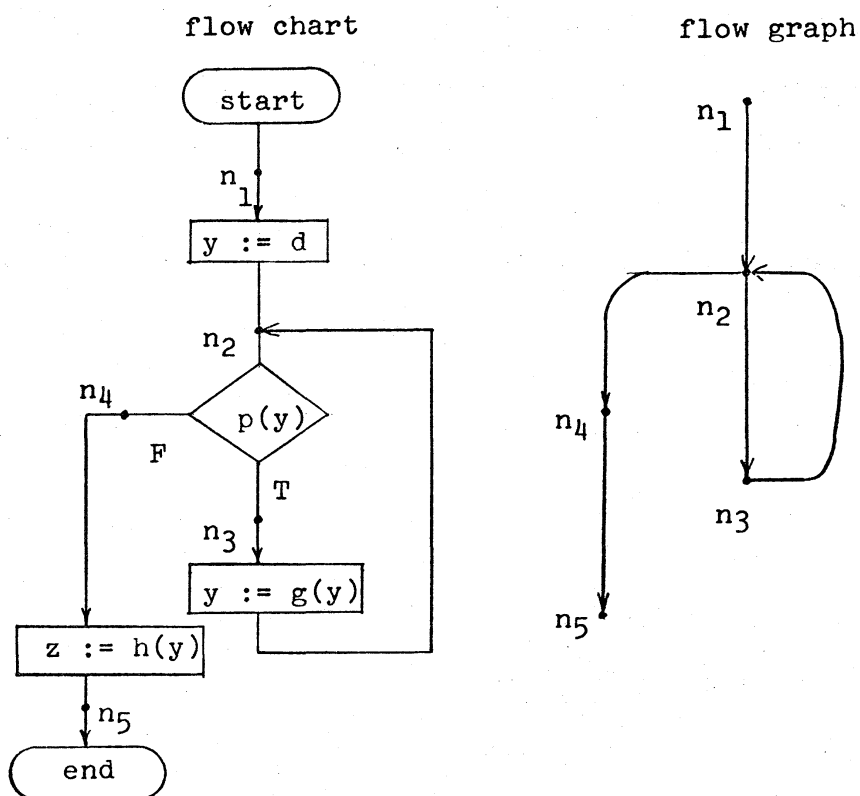 flow chart
start
n1
y := d
n2
n4
p(y)
F
T
n3
y := g(y)
z := h(y)
n5
end
flow graph
n1
n2
n4
n3
n5